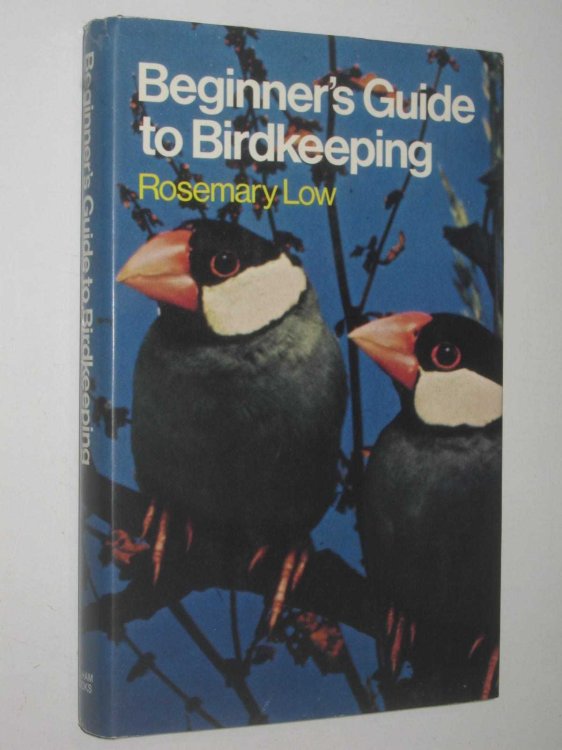 Beginner's Guide
to Birdkeeping
Rosemary Low
Beginner's Guide to Birdkeeping